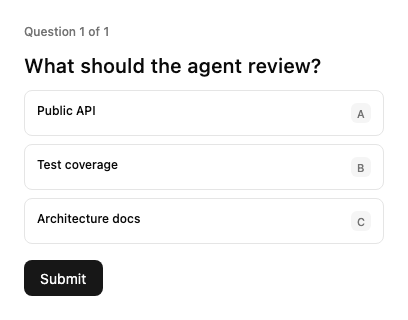 Question 1 of 1
What should the agent review?
Public API A
Test coverage B
Architecture docs C
Submit